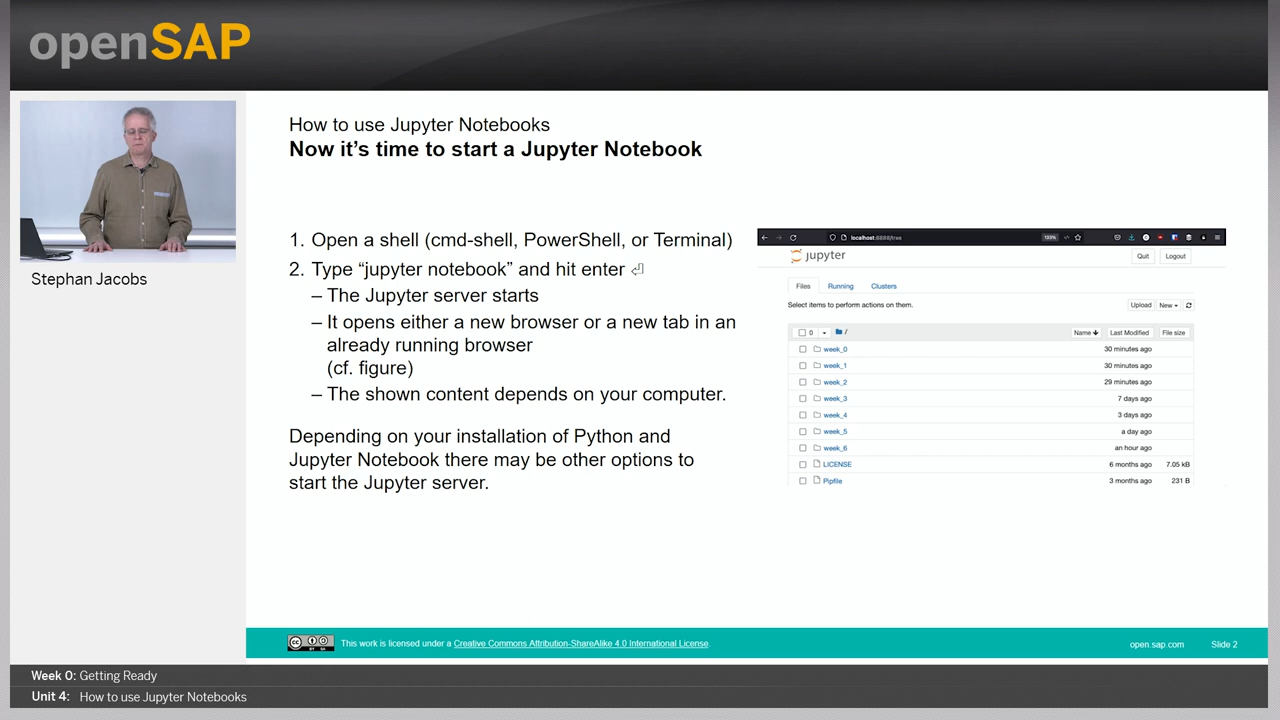 openSAP
Stephan Jacobs
How to use Jupyter Notebooks
Now it's time to start a Jupyter Notebook
1. Open a shell (cmd-shell, PowerShell, or Terminal)
2. Type “jupyter notebook” and hit enter ⏎
– The Jupyter server starts
– It opens either a new browser or a new tab in an
already running browser
(cf. figure)
– The shown content depends on your computer.
Depending on your installation of Python and
Jupyter Notebook there may be other options to
start the Jupyter server.
localhost:8888/tree
jupyter
Quit Logout
Files Running Clusters
Select items to perform actions on them.
Upload New
0 / Name Last Modified File size
week_0 30 minutes ago
week_1 30 minutes ago
week_2 29 minutes ago
week_3 7 days ago
week_4 3 days ago
week_5 a day ago
week_6 an hour ago
LICENSE 6 months ago 7.05 kB
Pipfile 3 months ago 231 B
This work is licensed under a Creative Commons Attribution-ShareAlike 4.0 International License.
open.sap.com Slide 2
Week 0: Getting Ready
Unit 4: How to use Jupyter Notebooks